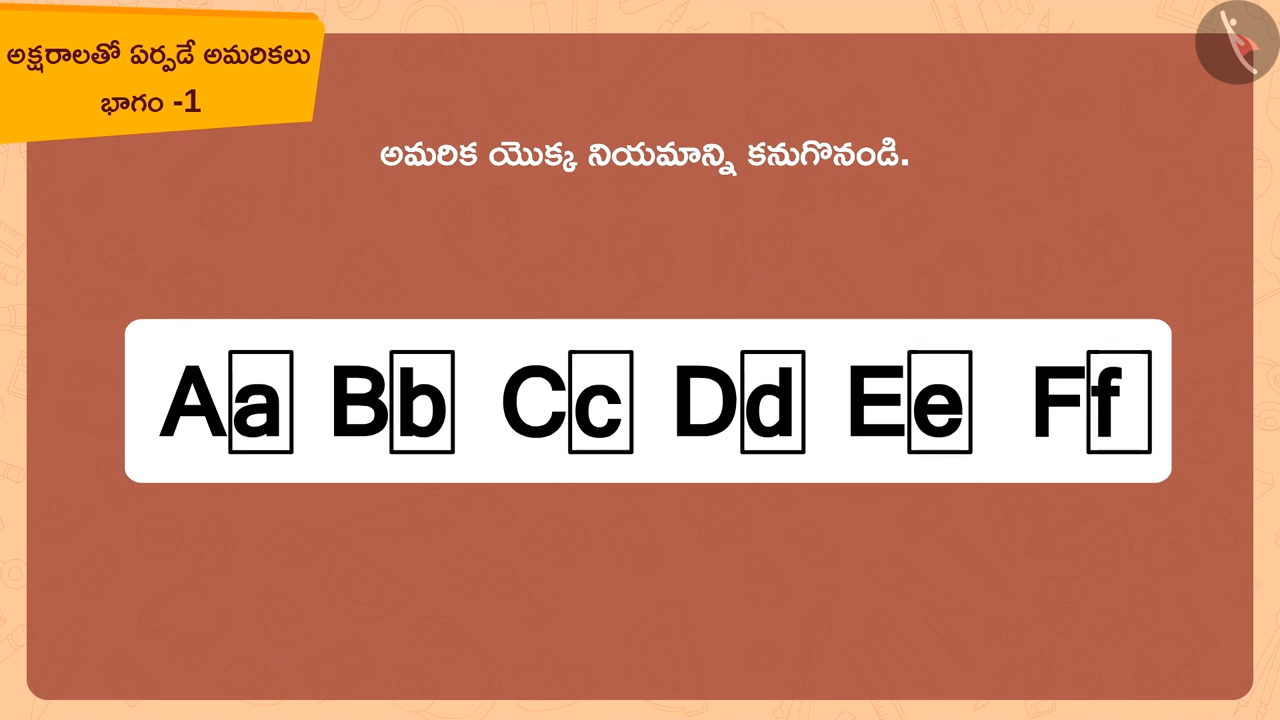 అక్షరాలతో ఏర్పడే అమరికలు
భాగం -1
అమరిక యొక్క నియమాన్ని కనుగొనండి.
Aa Bb Cc Dd Ee Ff